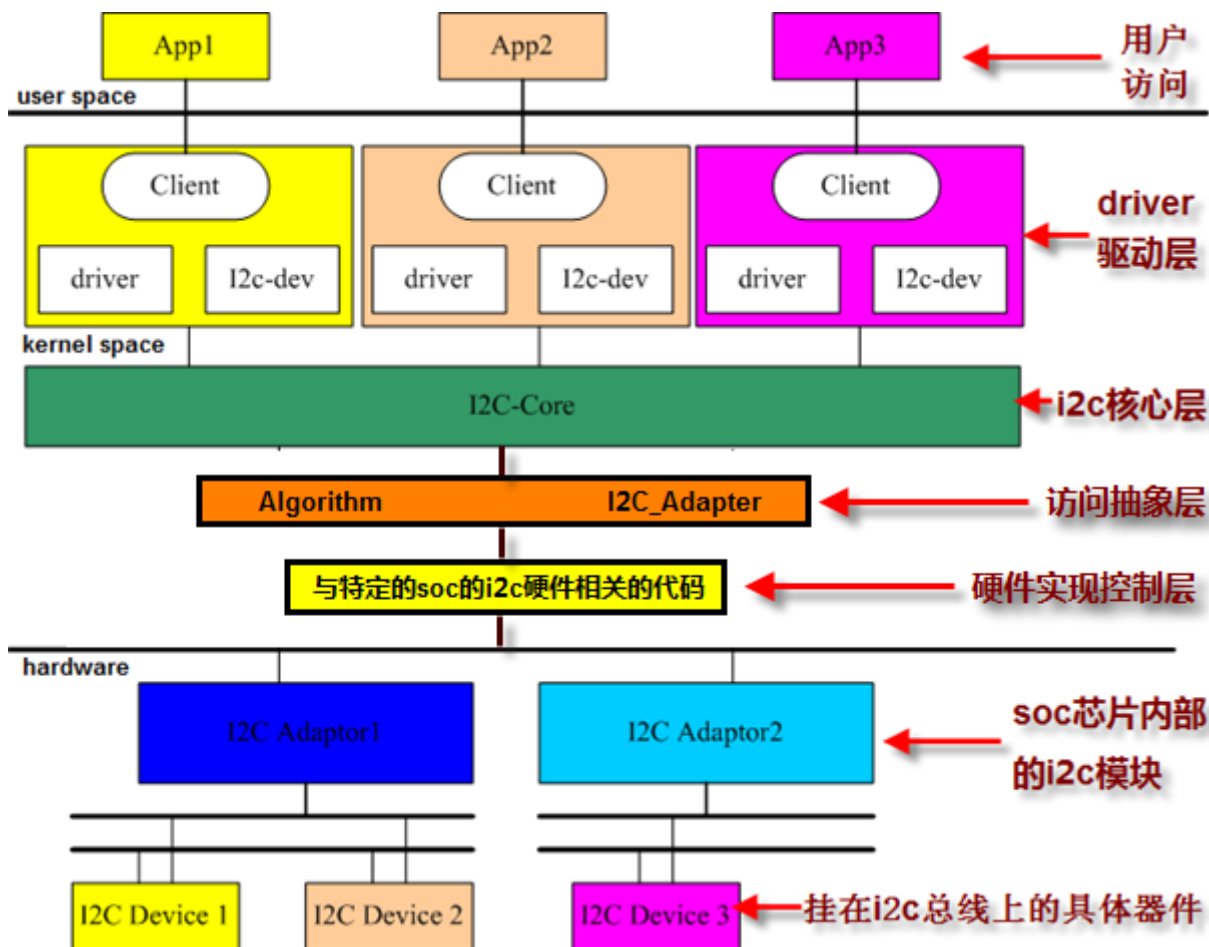 App1
App2
App3
用户
访问
user space
Client
Client
Client
driver
I2c-dev
driver
I2c-dev
driver
I2c-dev
driver
驱动层
kernel space
I2C-Core
i2c核心层
Algorithm
I2C_Adapter
访问抽象层
与特定的soc的i2c硬件相关的代码
硬件实现控制层
hardware
I2C Adaptor1
I2C Adaptor2
soc芯片内部
的i2c模块
I2C Device 1
I2C Device 2
I2C Device 3
挂在i2c总线上的具体器件